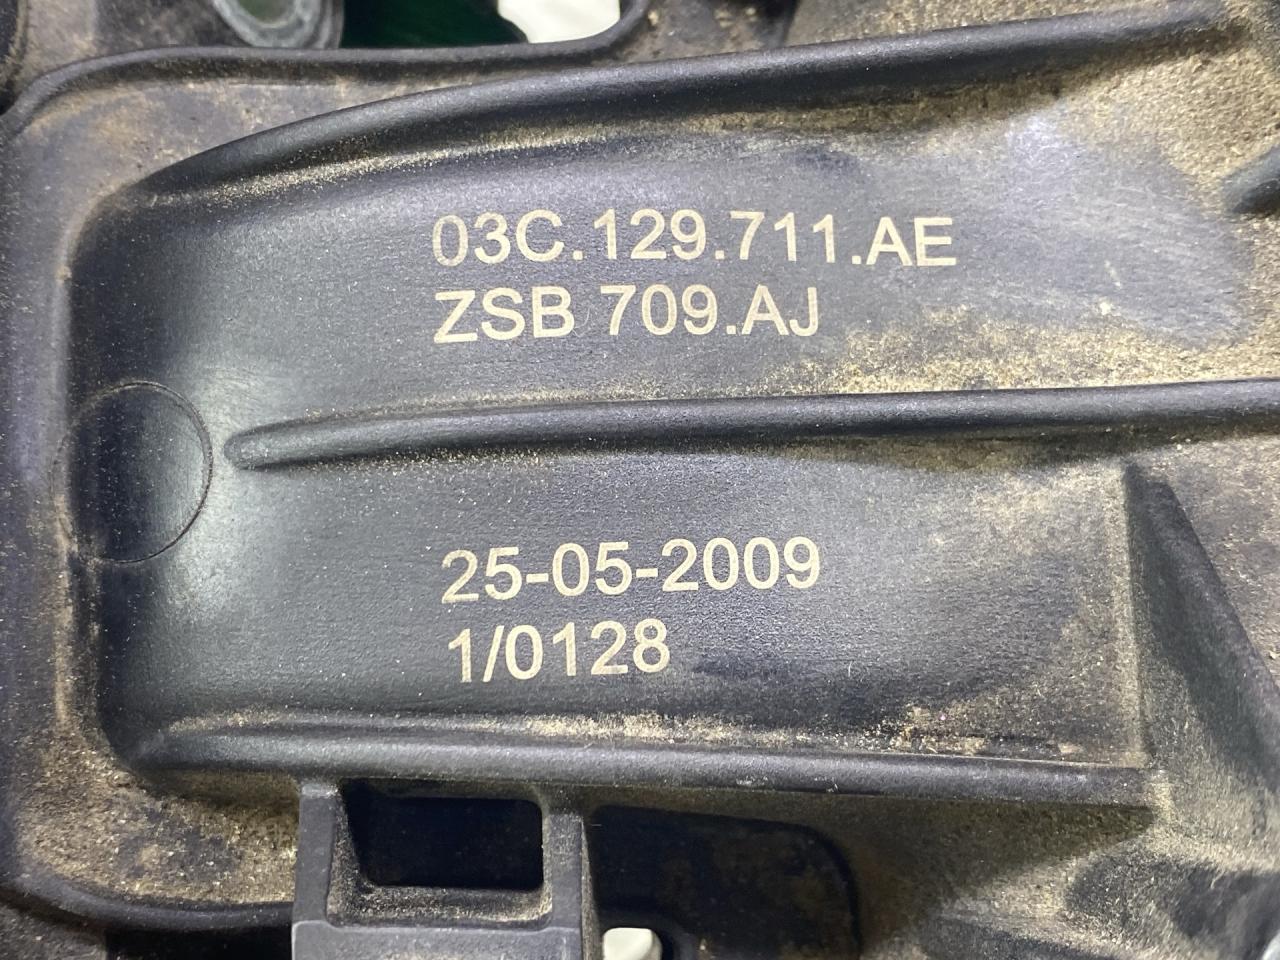 03C.129.711.AE
ZSB 709.AJ
25-05-2009
1/0128